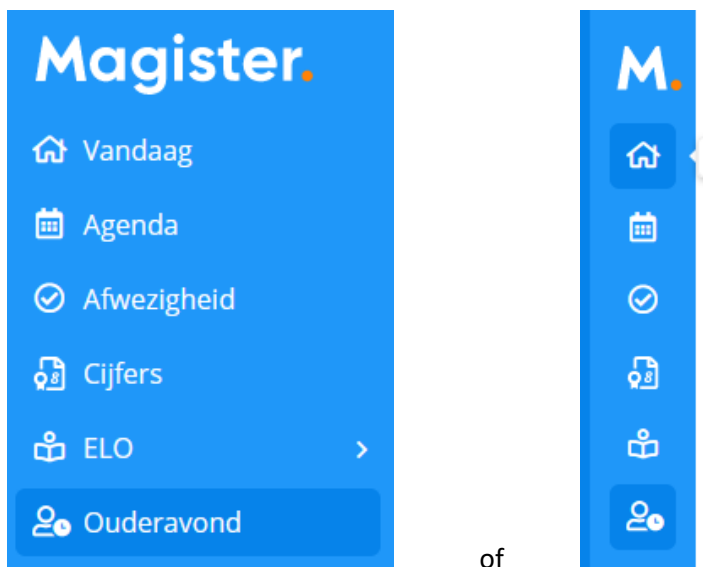 Magister.
Vandaag
Agenda
Afwezigheid
Cijfers
ELO
Ouderavond
of
M.